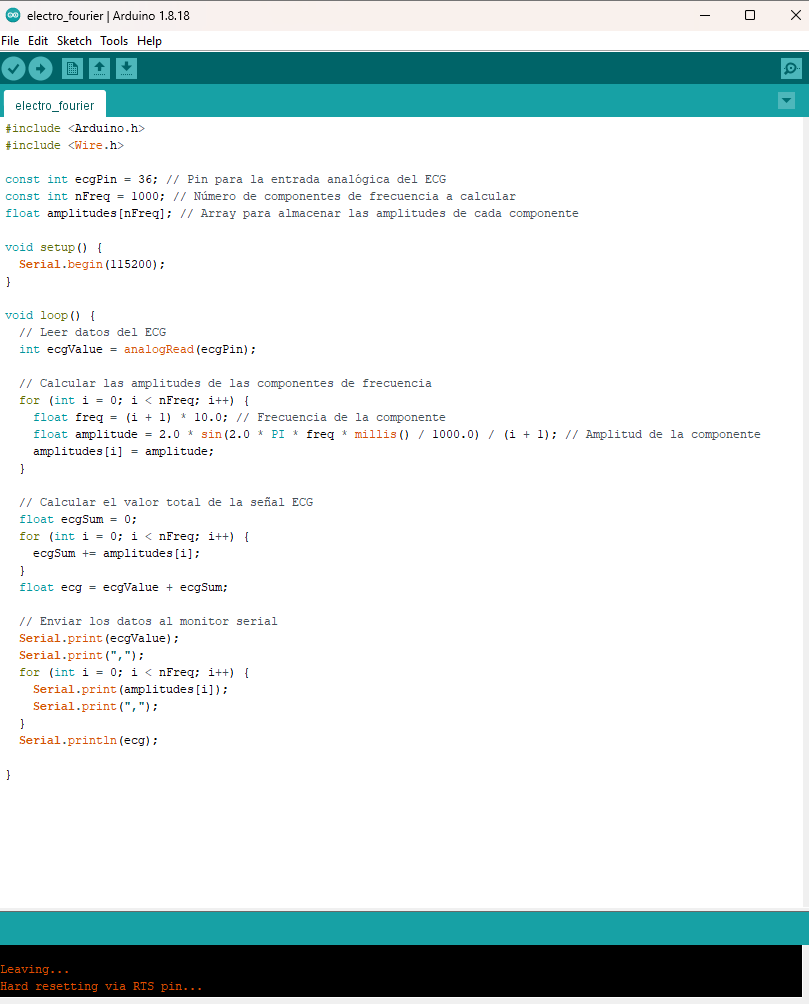 electro_fourier | Arduino 1.8.18
File Edit Sketch Tools Help
electro_fourier
#include <Arduino.h>
#include <Wire.h>
const int ecgPin = 36; // Pin para la entrada analógica del ECG
const int nFreq = 1000; // Número de componentes de frecuencia a calcular
float amplitudes[nFreq]; // Array para almacenar las amplitudes de cada componente
void setup() {
  Serial.begin(115200);
}
void loop() {
  // Leer datos del ECG
  int ecgValue = analogRead(ecgPin);
  // Calcular las amplitudes de las componentes de frecuencia
  for (int i = 0; i < nFreq; i++) {
    float freq = (i + 1) * 10.0; // Frecuencia de la componente
    float amplitude = 2.0 * sin(2.0 * PI * freq * millis() / 1000.0) / (i + 1); // Amplitud de la componente
    amplitudes[i] = amplitude;
  }
  // Calcular el valor total de la señal ECG
  float ecgSum = 0;
  for (int i = 0; i < nFreq; i++) {
    ecgSum += amplitudes[i];
  }
  float ecg = ecgValue + ecgSum;
  // Enviar los datos al monitor serial
  Serial.print(ecgValue);
  Serial.print(",");
  for (int i = 0; i < nFreq; i++) {
    Serial.print(amplitudes[i]);
    Serial.print(",");
  }
  Serial.println(ecg);
}
Leaving...
Hard resetting via RTS pin...